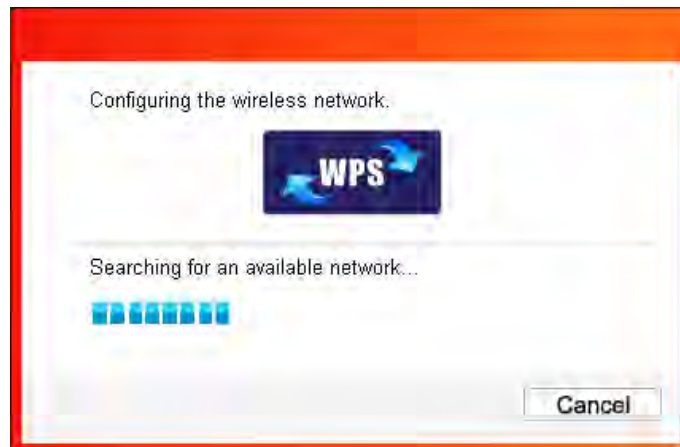 Configuring the wireless network.
WPS
Searching for an available network...
Cancel